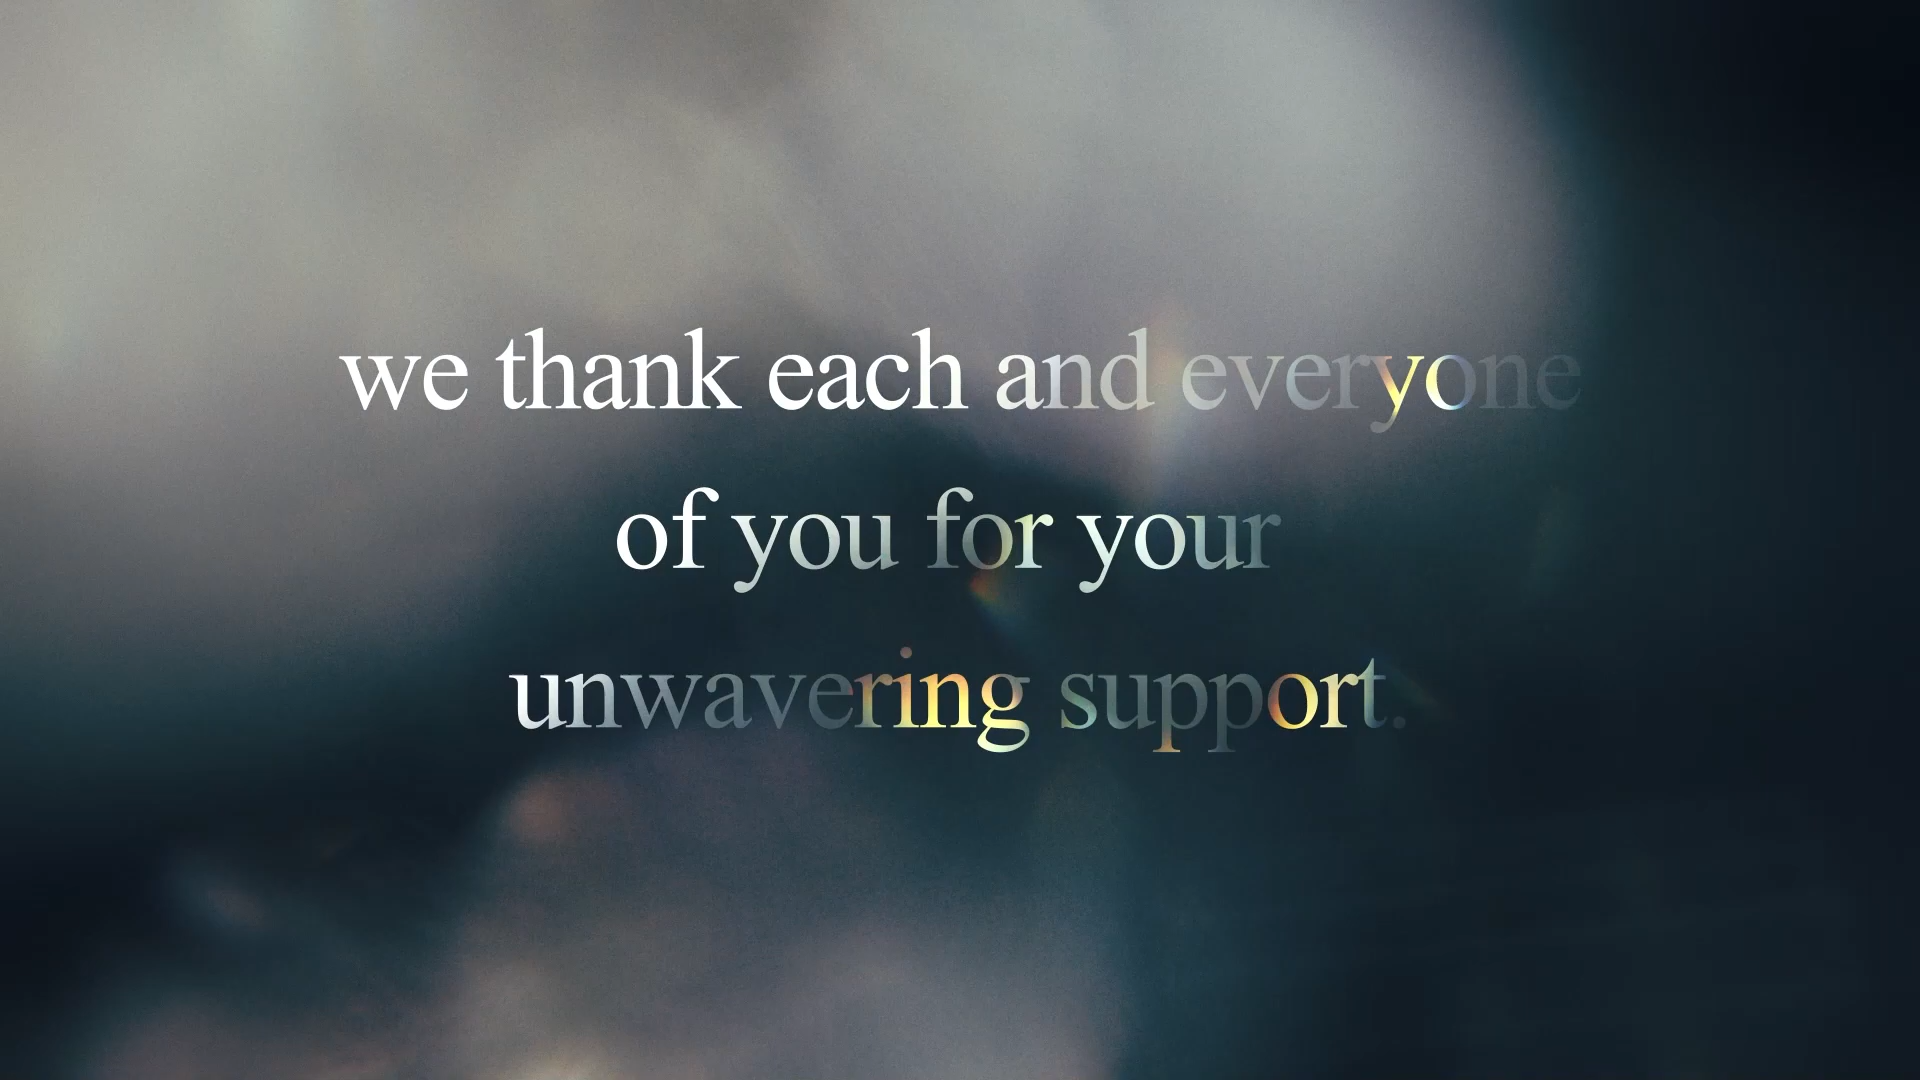 we thank each and everyone
of you for your
unwavering support.